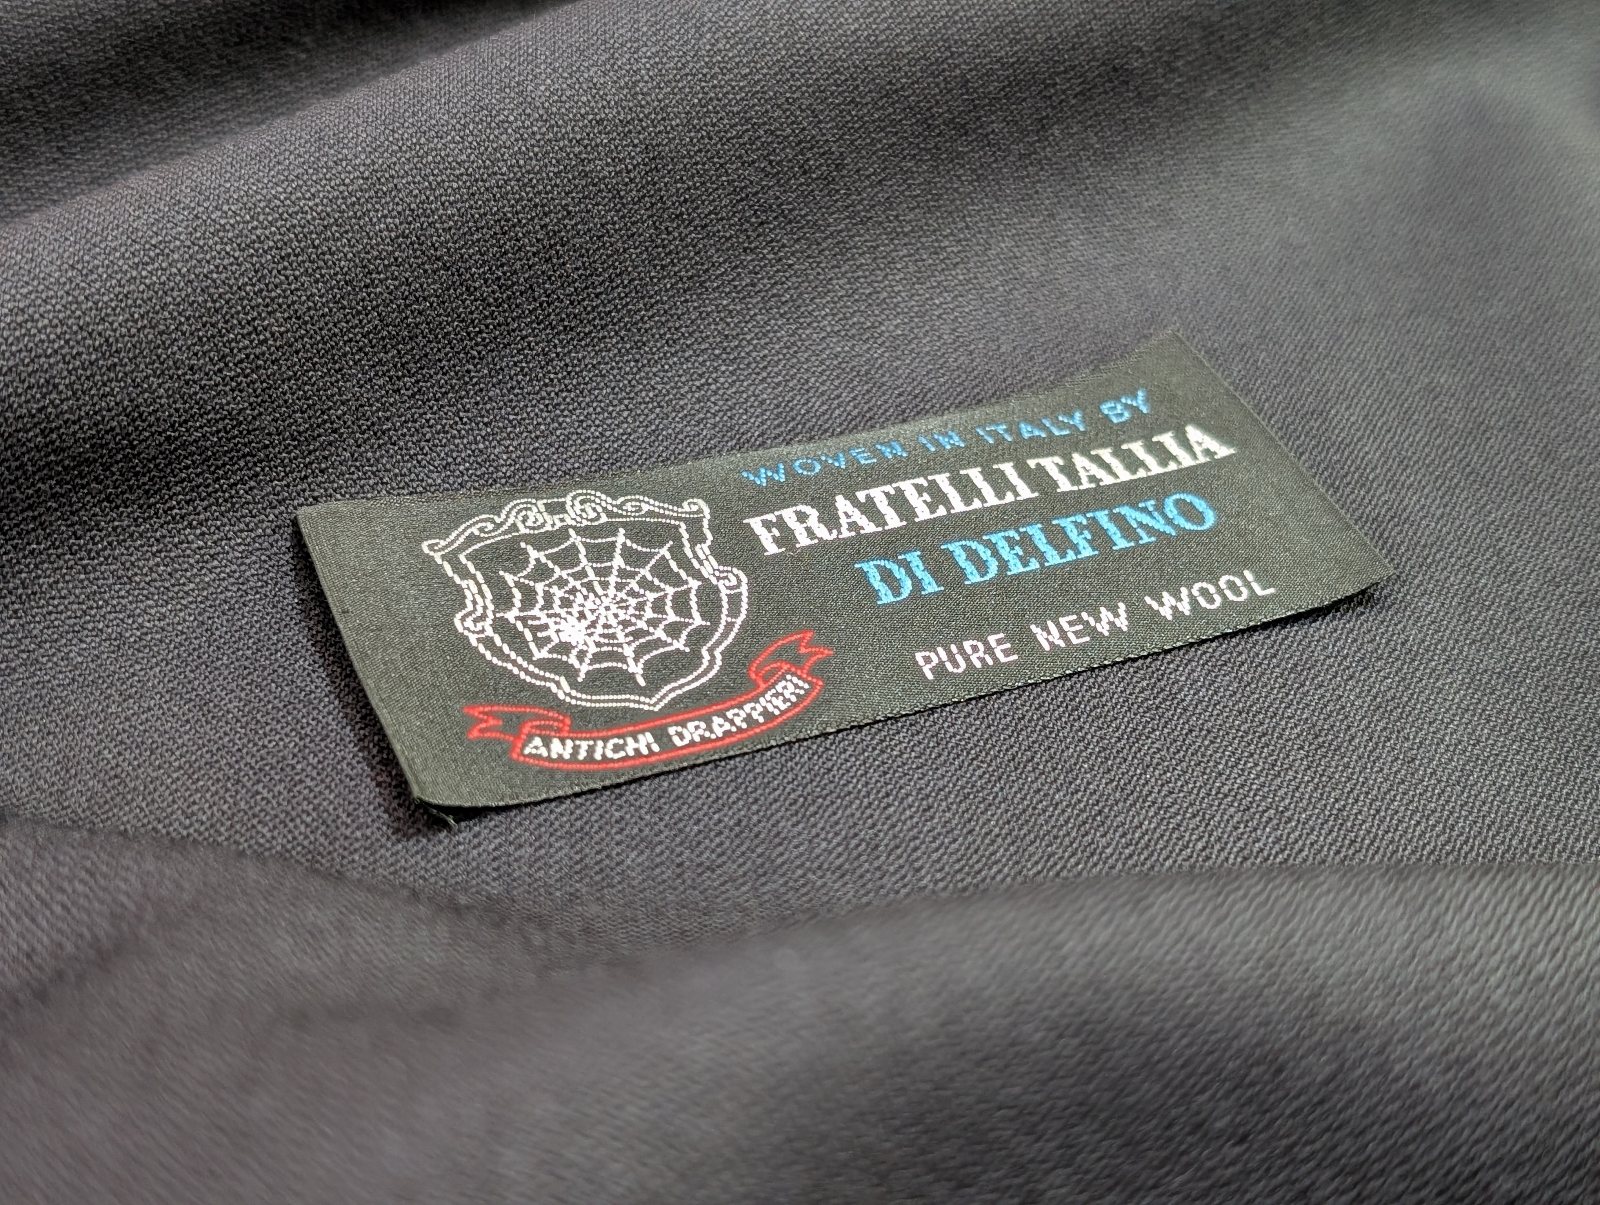 WOVEN IN ITALY BY
FRATELLI TALLIA
DI DELFINO
PURE NEW WOOL
ANTICHI DRAPPIERI